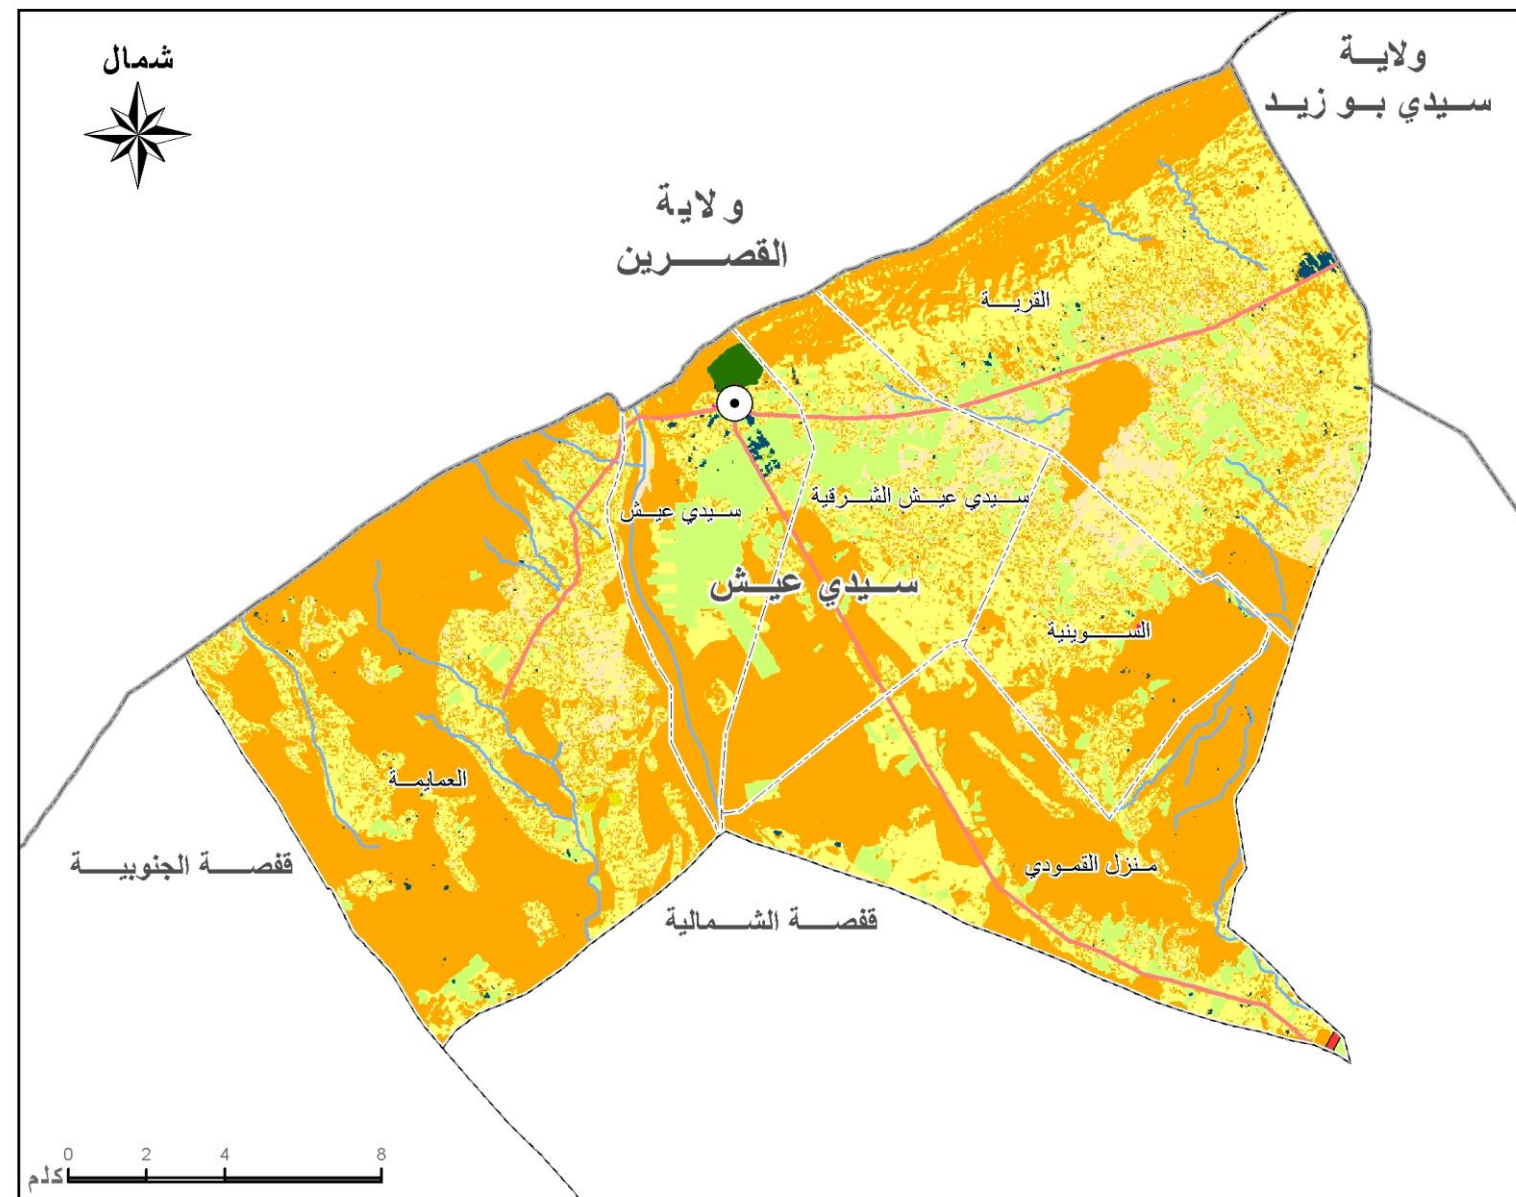 شمال
ولاية
سيدي بوزيد
ولاية
القصرين
القرية
سيدي عيش الشرقية
سيدي عيش
سيدي عيش
السوينية
العمايمة
منزل القمودي
قفصة الجنوبية
قفصة الشمالية
0 2 4 8
كلم